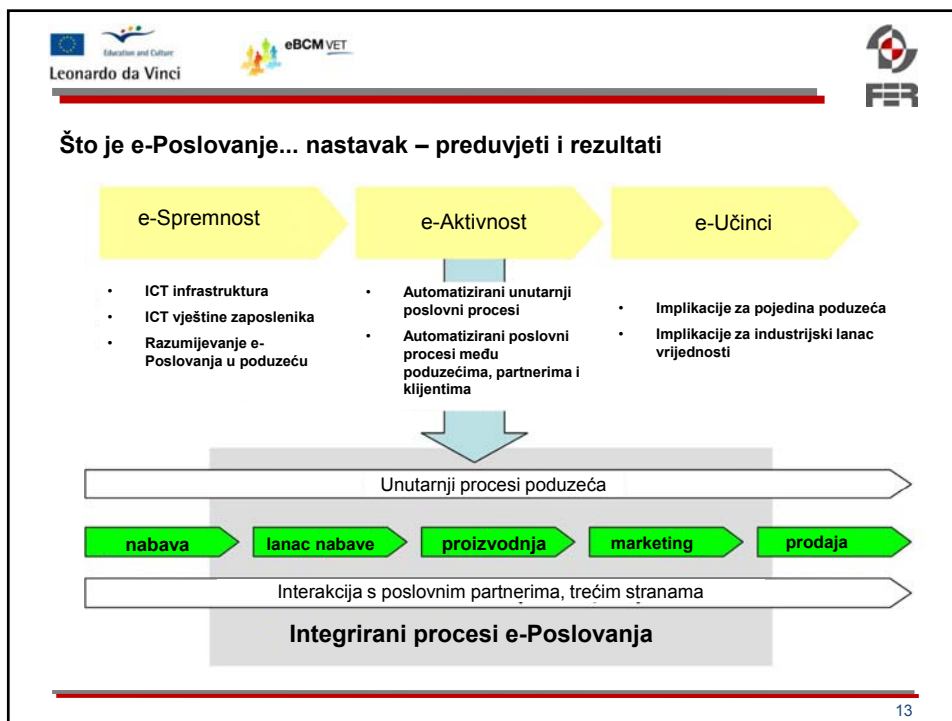 Education and Culture
Leonardo da Vinci
eBCM VET
FER
Što je e-Poslovanje... nastavak – preduvjeti i rezultati
e-Spremnost
e-Aktivnost
e-Učinci
• ICT infrastruktura
• ICT vještine zaposlenika
• Razumijevanje e-
Poslovanja u poduzeću
• Automatizirani unutarnji
poslovni procesi
• Automatizirani poslovni
procesi među
poduzećima, partnerima i
klijentima
• Implikacije za pojedina poduzeća
• Implikacije za industrijski lanac
vrijednosti
Unutarnji procesi poduzeća
nabava
lanac nabave
proizvodnja
marketing
prodaja
Interakcija s poslovnim partnerima, trećim stranama
Integrirani procesi e-Poslovanja
13